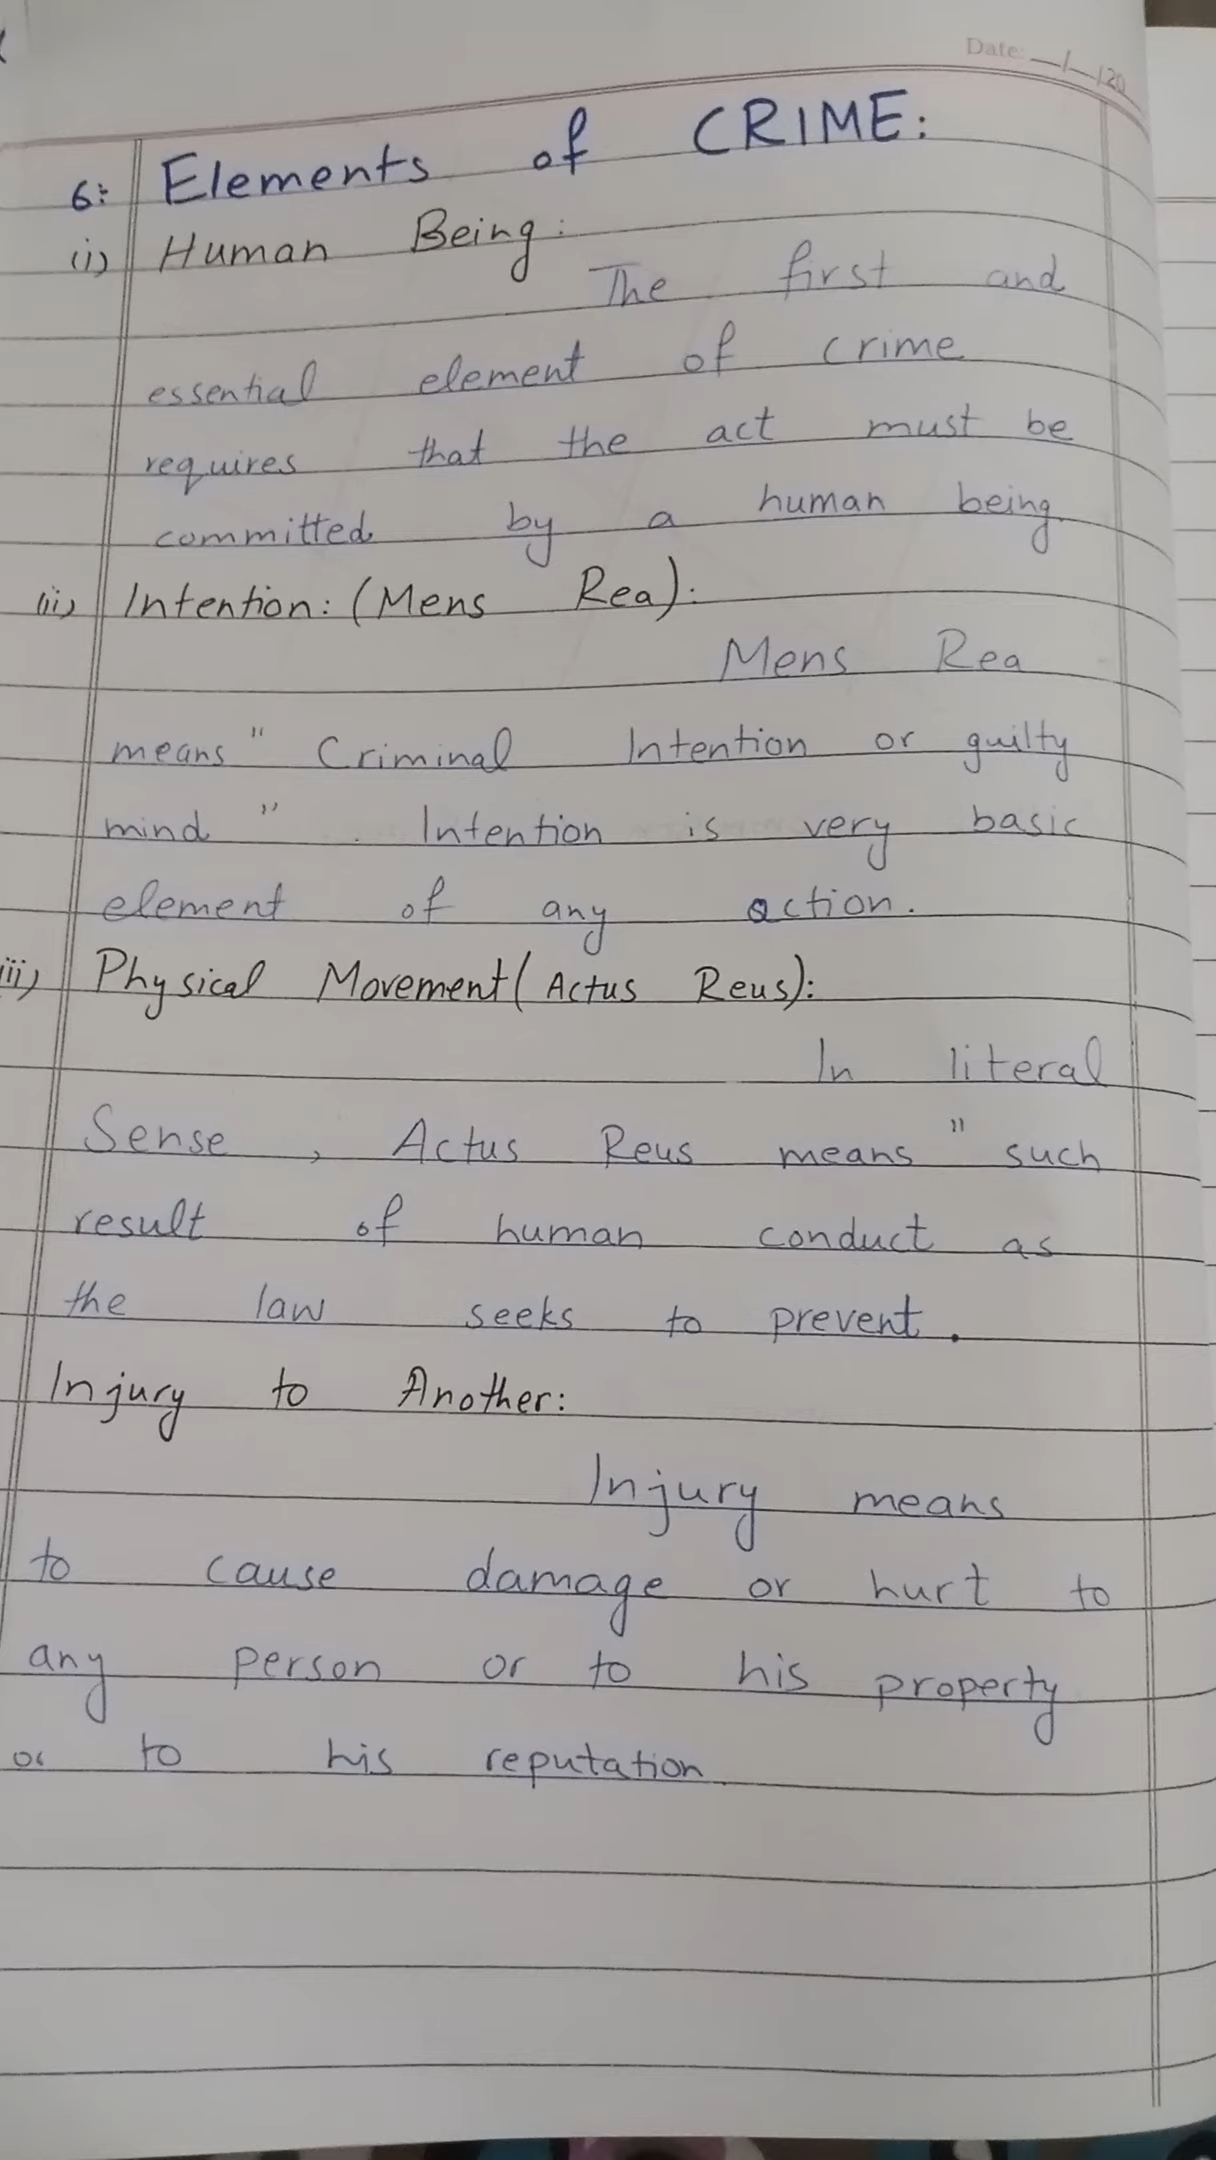 Date: __/__/20
6: Elements of CRIME:
(i) Human Being:
The first and
essential element of crime
requires that the act must be
committed by a human being.
(ii) Intention: (Mens Rea):
Mens Rea
means " Criminal Intention or guilty
mind " . Intention is very basic
element of any action.
iii) Physical Movement (Actus Reus):
In literal
Sense , Actus Reus means " such
result of human conduct as
the law seeks to prevent .
Injury to Another:
Injury means
to cause damage or hurt to
any person or to his property
or to his reputation